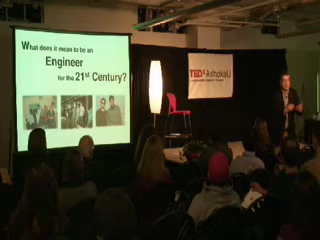 What does it mean to be an
Engineer
for the 21st Century?
TEDxAshokaU